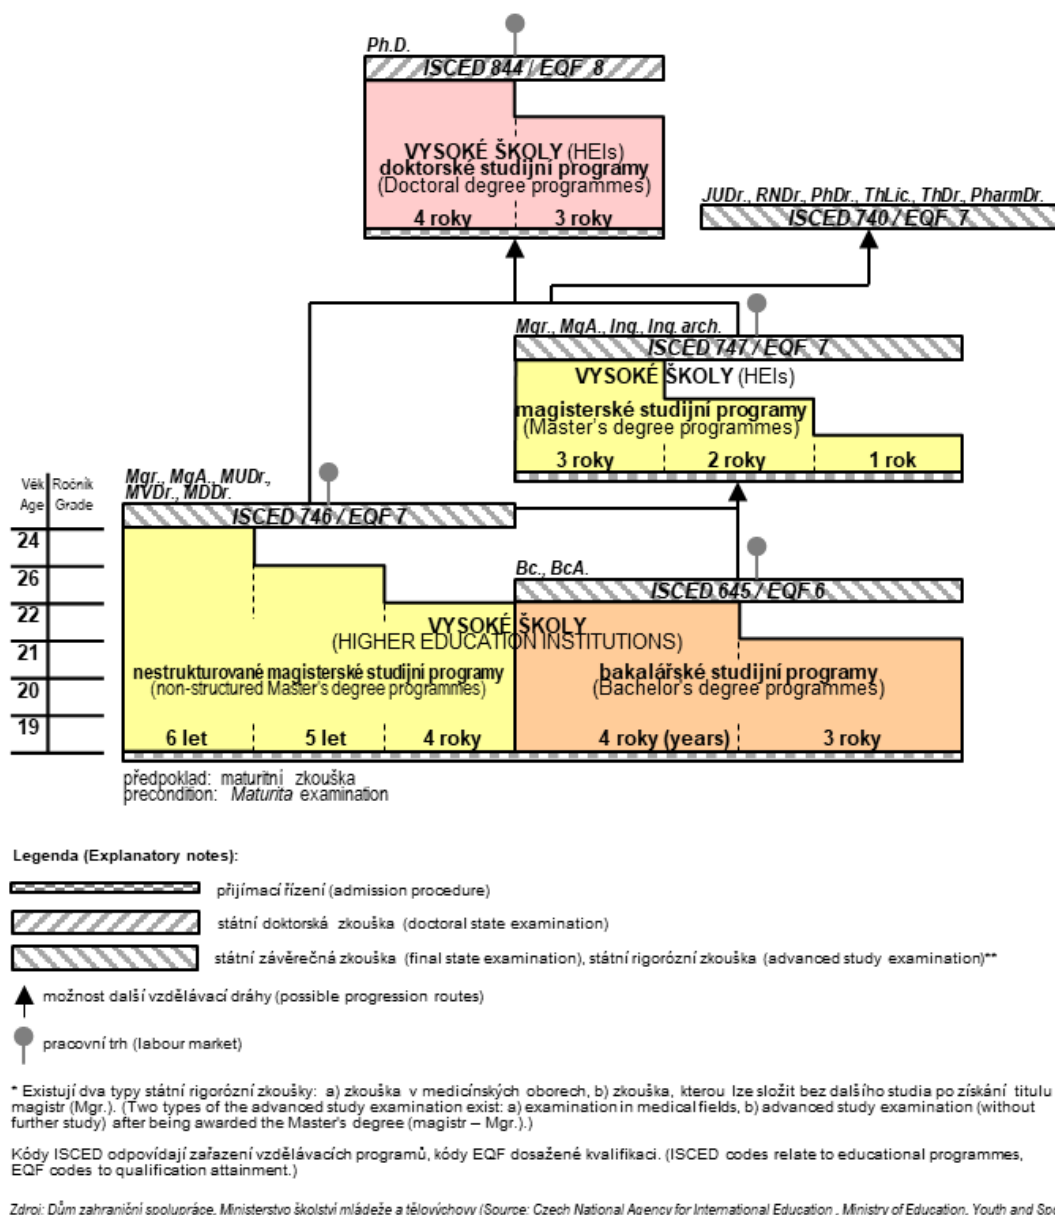 Ph.D.
ISCED 844 / EQF 8
VYSOKÉ ŠKOLY (HEIs)
doktorské studijní programy
(Doctoral degree programmes)
4 roky 3 roky
JUDr., RNDr., PhDr., ThLic., ThDr., PharmDr.
ISCED 740 / EQF 7
Mgr., MgA., Ing., Ing. arch.
ISCED 747 / EQF 7
VYSOKÉ ŠKOLY (HEIs)
magisterské studijní programy
(Master's degree programmes)
3 roky 2 roky 1 rok
Věk Ročník
Age Grade
Mgr., MgA., MUDr.,
MVDr., MDDr.
ISCED 746 / EQF 7
24
26
22
21
20
19
Bc., BcA.
ISCED 645 / EQF 6
VYSOKÉ ŠKOLY
(HIGHER EDUCATION INSTITUTIONS)
nestrukturované magisterské studijní programy
(non-structured Master's degree programmes)
bakalářské studijní programy
(Bachelor's degree programmes)
6 let 5 let 4 roky 4 roky (years) 3 roky
předpoklad: maturitní zkouška
precondition: Maturita examination
Legenda (Explanatory notes):
přijímací řízení (admission procedure)
státní doktorská zkouška (doctoral state examination)
státní závěrečná zkouška (final state examination), státní rigorózní zkouška (advanced study examination)**
možnost další vzdělávací dráhy (possible progression routes)
pracovní trh (labour market)
* Existují dva typy státní rigorózní zkoušky: a) zkouška v medicínských oborech, b) zkouška, kterou lze složit bez dalšího studia po získání titulu
magistr (Mgr.). (Two types of the advanced study examination exist: a) examination in medical fields, b) advanced study examination (without
further study) after being awarded the Master's degree (magistr – Mgr.).)
Kódy ISCED odpovídají zařazení vzdělávacích programů, kódy EQF dosažené kvalifikaci. (ISCED codes relate to educational programmes,
EQF codes to qualification attainment.)
Zdroj: Dům zahraniční spolupráce, Ministerstvo školství mládeže a tělovýchovy (Source: Czech National Agency for International Education , Ministry of Education, Youth and Spo